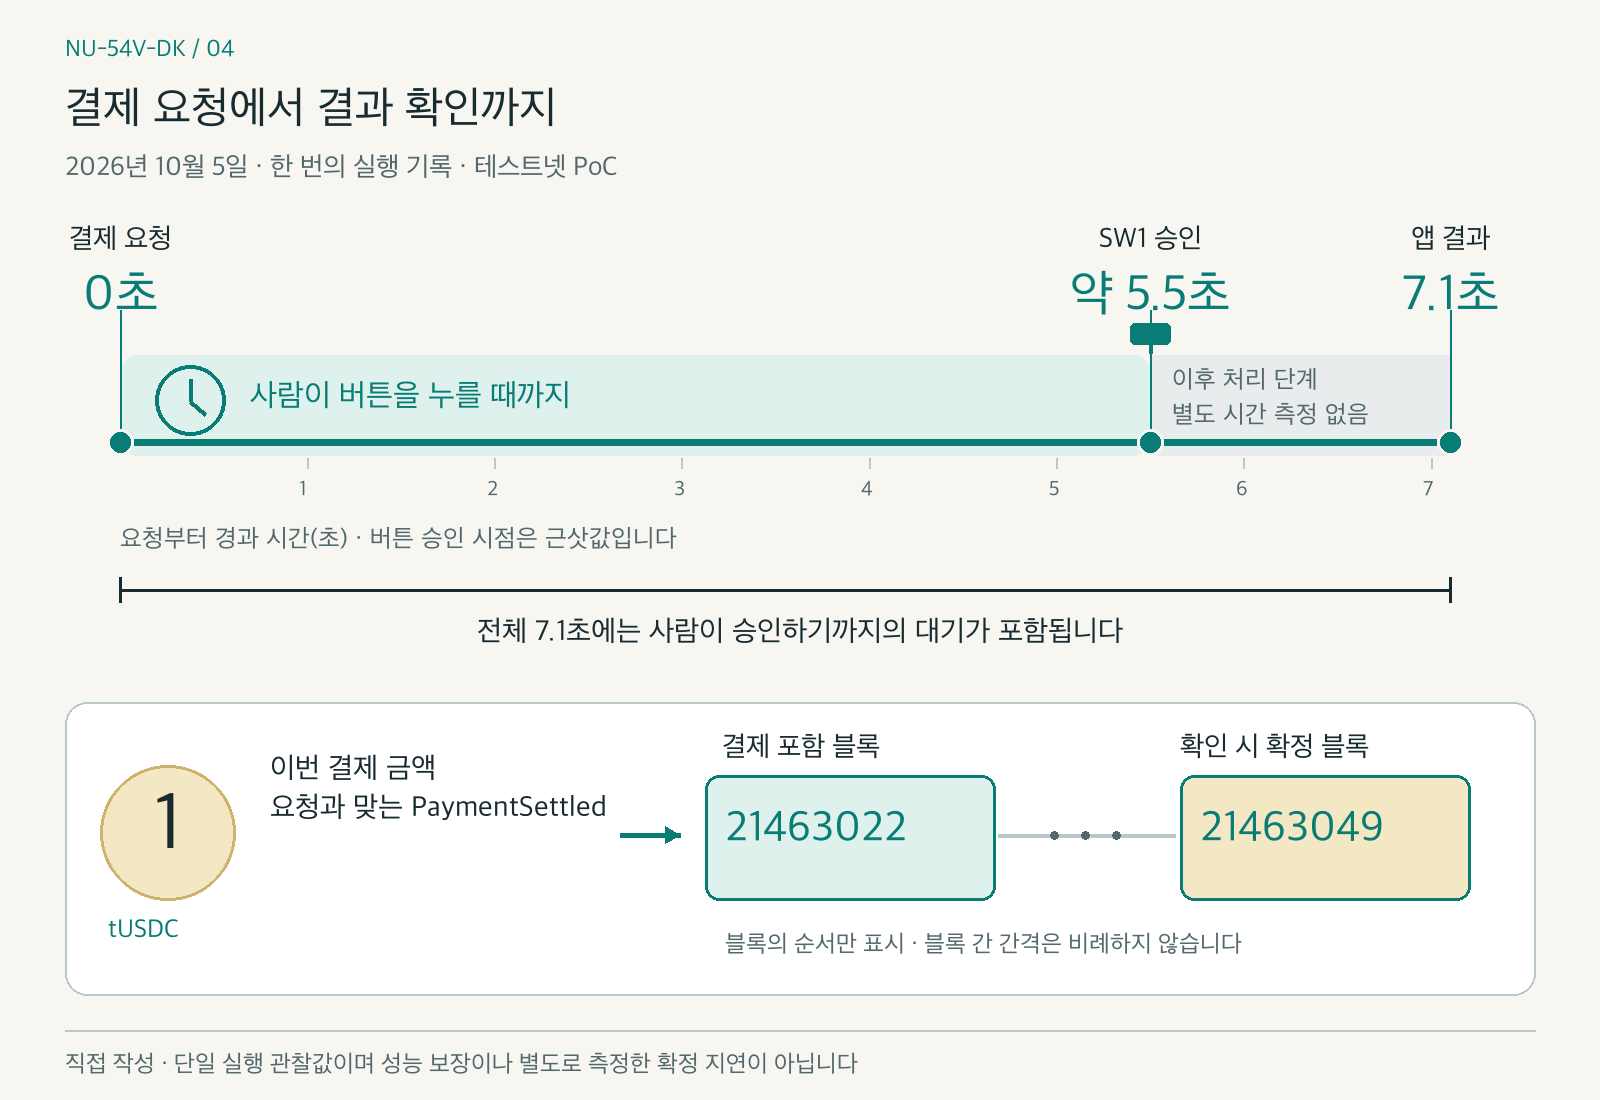 NU-54V-DK / 04
결제 요청에서 결과 확인까지
2026년 10월 5일 · 한 번의 실행 기록 · 테스트넷 PoC
결제 요청
0초
SW1 승인
약 5.5초
앱 결과
7.1초
사람이 버튼을 누를 때까지
이후 처리 단계
별도 시간 측정 없음
1 2 3 4 5 6 7
요청부터 경과 시간(초) · 버튼 승인 시점은 근삿값입니다
전체 7.1초에는 사람이 승인하기까지의 대기가 포함됩니다
1
tUSDC
이번 결제 금액
요청과 맞는 PaymentSettled
결제 포함 블록
21463022
확인 시 확정 블록
21463049
블록의 순서만 표시 · 블록 간 간격은 비례하지 않습니다
직접 작성 · 단일 실행 관찰값이며 성능 보장이나 별도로 측정한 확정 지연이 아닙니다